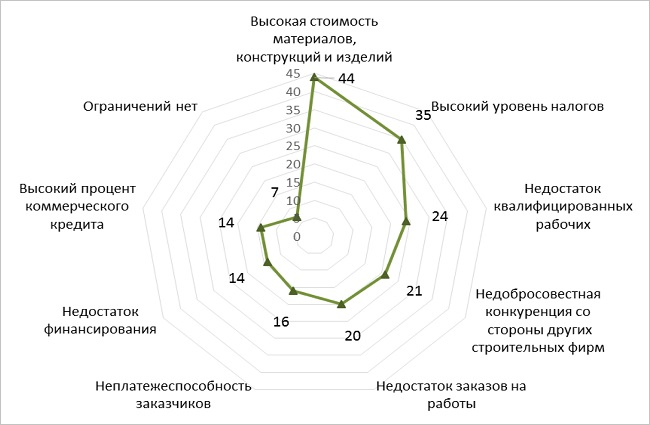 Высокая стоимость
материалов,
конструкций и изделий
45
44
40
35
30
25
20
15
10
5
0
Высокий уровень налогов
35
Недостаток
квалифицированных
рабочих
24
Недобросовестная
конкуренция со
стороны других
строительных фирм
21
Недостаток заказов на
работы
20
Неплатежеспособность
заказчиков
16
Недостаток
финансирования
14
Высокий процент
коммерческого
кредита
14
Ограничений нет
7